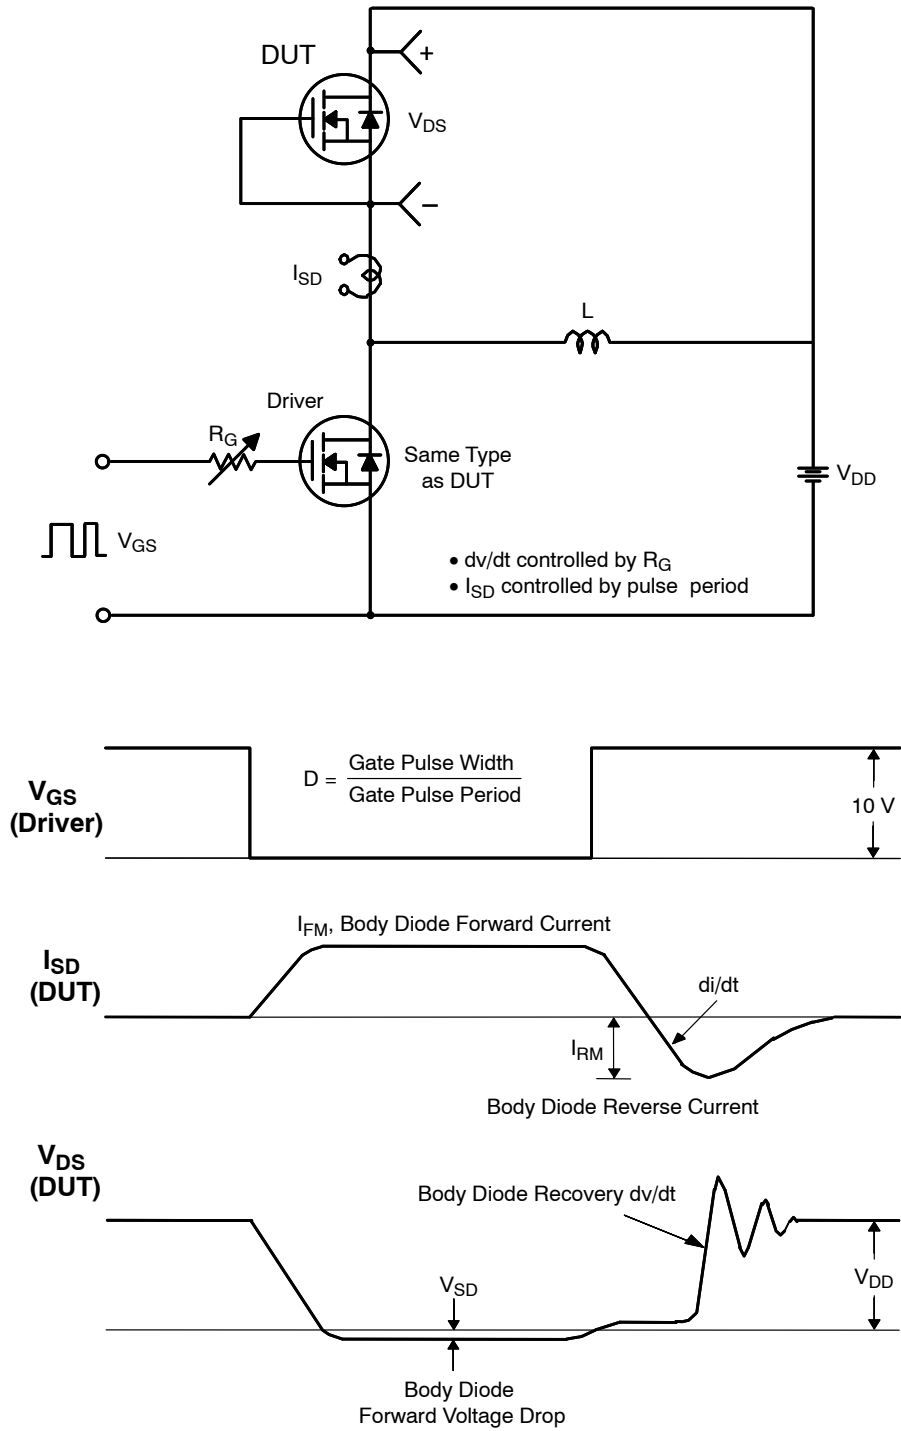 DUT
+
V_DS
−
I_SD
L
Driver
R_G
Same Type
as DUT
V_DD
V_GS
• dv/dt controlled by R_G
• I_SD controlled by pulse period
V_GS
(Driver)
D = Gate Pulse Width
Gate Pulse Period
10 V
I_FM, Body Diode Forward Current
I_SD
(DUT)
di/dt
I_RM
Body Diode Reverse Current
V_DS
(DUT)
Body Diode Recovery dv/dt
V_SD
V_DD
Body Diode
Forward Voltage Drop